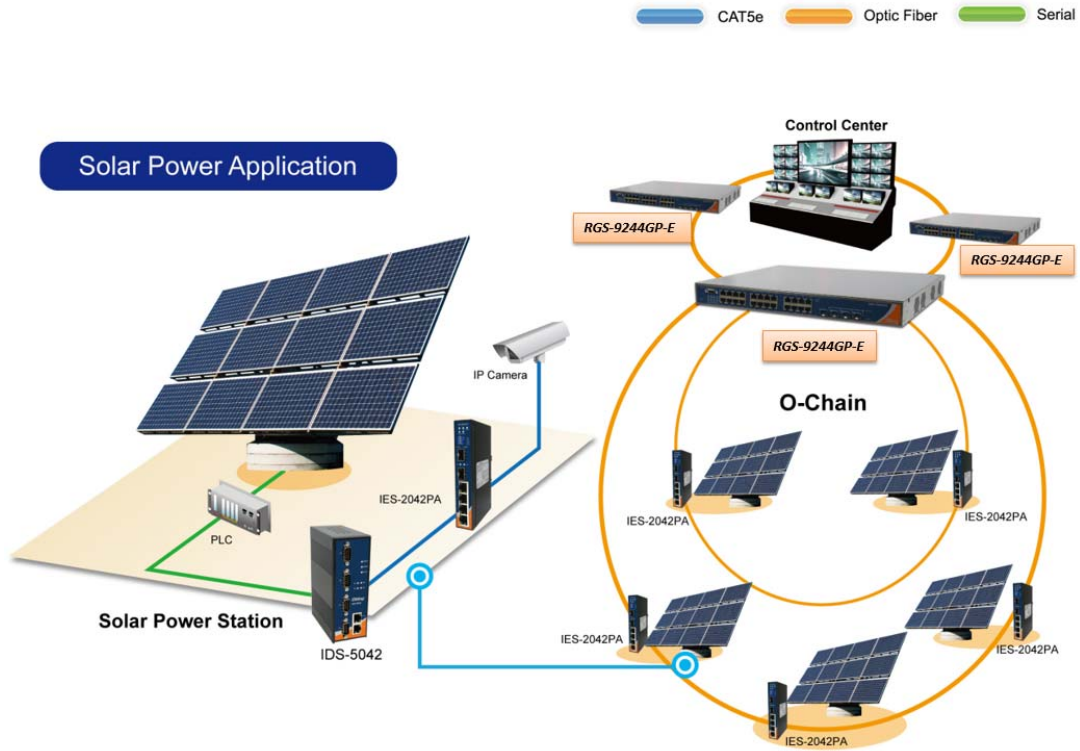 CAT5e
Optic Fiber
Serial
Solar Power Application
Control Center
RGS-9244GP-E
RGS-9244GP-E
RGS-9244GP-E
IP Camera
O-Chain
IES-2042PA
PLC
Solar Power Station
IDS-5042
IES-2042PA
IES-2042PA
IES-2042PA
IES-2042PA
IES-2042PA